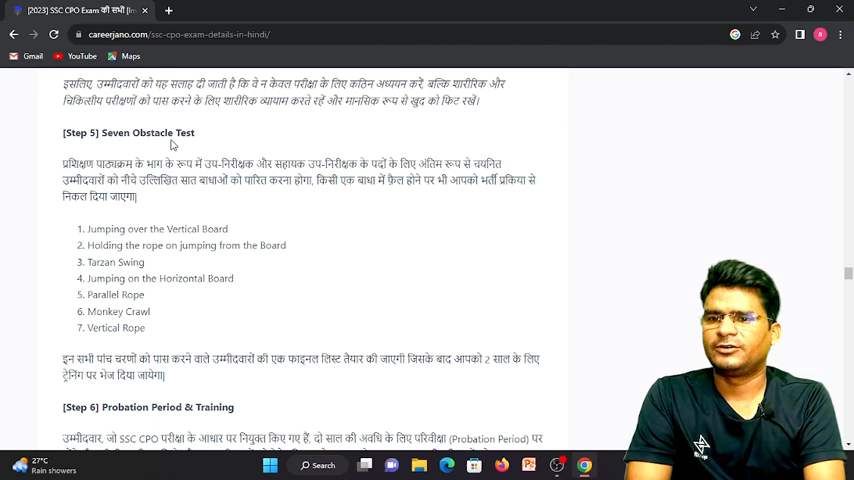 [2023] SSC CPO Exam की सभी [In
careerjano.com/ssc-cpo-exam-details-in-hindi/
Gmail YouTube Maps
इसलिए, उम्मीदवारों को यह सलाह दी जाती है कि वे न केवल परीक्षा के लिए कठिन अध्ययन करें, बल्कि शारीरिक और
चिकित्सीय परीक्षणों को पास करने के लिए शारीरिक व्यायाम करते रहें और मानसिक रूप से खुद को फिट रखें।
[Step 5] Seven Obstacle Test
प्रशिक्षण पाठ्यक्रम के भाग के रूप में उप-निरीक्षक और सहायक उप-निरीक्षक के पदों के लिए अंतिम रूप से चयनित
उम्मीदवारों को नीचे उल्लिखित सात बाधाओं को पारित करना होगा, किसी एक बाधा में फ़ैल होने पर भी आपको भर्ती प्रकिया से
निकल दिया जाएगा|
1. Jumping over the Vertical Board
2. Holding the rope on jumping from the Board
3. Tarzan Swing
4. Jumping on the Horizontal Board
5. Parallel Rope
6. Monkey Crawl
7. Vertical Rope
इन सभी पांच चरणों को पास करने वाले उम्मीदवारों की एक फाइनल लिस्ट तैयार की जाएगी जिसके बाद आपको 2 साल के लिए
ट्रेनिंग पर भेज दिया जायेगा|
[Step 6] Probation Period & Training
उम्मीदवार, जो SSC CPO परीक्षा के आधार पर नियुक्त किए गए हैं, दो साल की अवधि के लिए परिवीक्षा (Probation Period) पर
27°C
Rain showers
Search